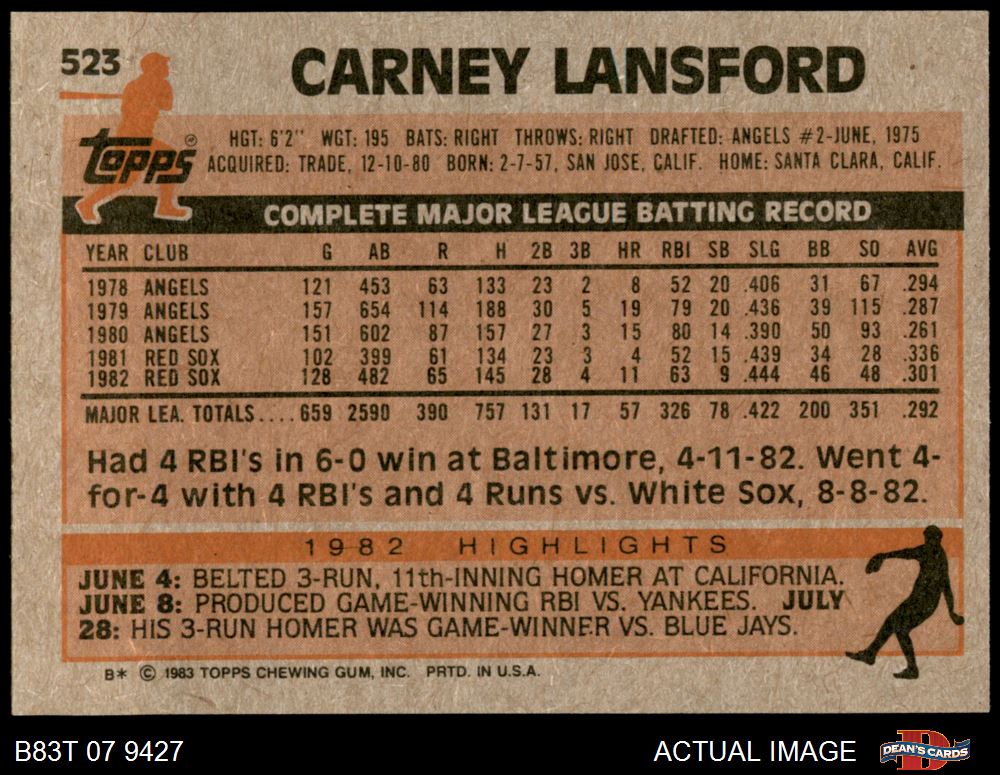 523 CARNEY LANSFORD
topps ® HGT: 6'2" WGT: 195 BATS: RIGHT THROWS: RIGHT DRAFTED: ANGELS #2-JUNE, 1975
ACQUIRED: TRADE, 12-10-80 BORN: 2-7-57, SAN JOSE, CALIF. HOME: SANTA CLARA, CALIF.
COMPLETE MAJOR LEAGUE BATTING RECORD
YEAR CLUB G AB R H 2B 3B HR RBI SB SLG BB SO AVG
1978 ANGELS 121 453 63 133 23 2 8 52 20 .406 31 67 .294
1979 ANGELS 157 654 114 188 30 5 19 79 20 .436 39 115 .287
1980 ANGELS 151 602 87 157 27 3 15 80 14 .390 50 93 .261
1981 RED SOX 102 399 61 134 23 3 4 52 15 .439 34 28 .336
1982 RED SOX 128 482 65 145 28 4 11 63 9 .444 46 48 .301
MAJOR LEA. TOTALS.... 659 2590 390 757 131 17 57 326 78 .422 200 351 .292
Had 4 RBI's in 6-0 win at Baltimore, 4-11-82. Went 4-
for-4 with 4 RBI's and 4 Runs vs. White Sox, 8-8-82.
1982 HIGHLIGHTS
JUNE 4: BELTED 3-RUN, 11th-INNING HOMER AT CALIFORNIA.
JUNE 8: PRODUCED GAME-WINNING RBI VS. YANKEES. JULY
28: HIS 3-RUN HOMER WAS GAME-WINNER VS. BLUE JAYS.
B* © 1983 TOPPS CHEWING GUM, INC. PRTD. IN U.S.A.
B83T 07 9427 ACTUAL IMAGE DEAN'S CARDS